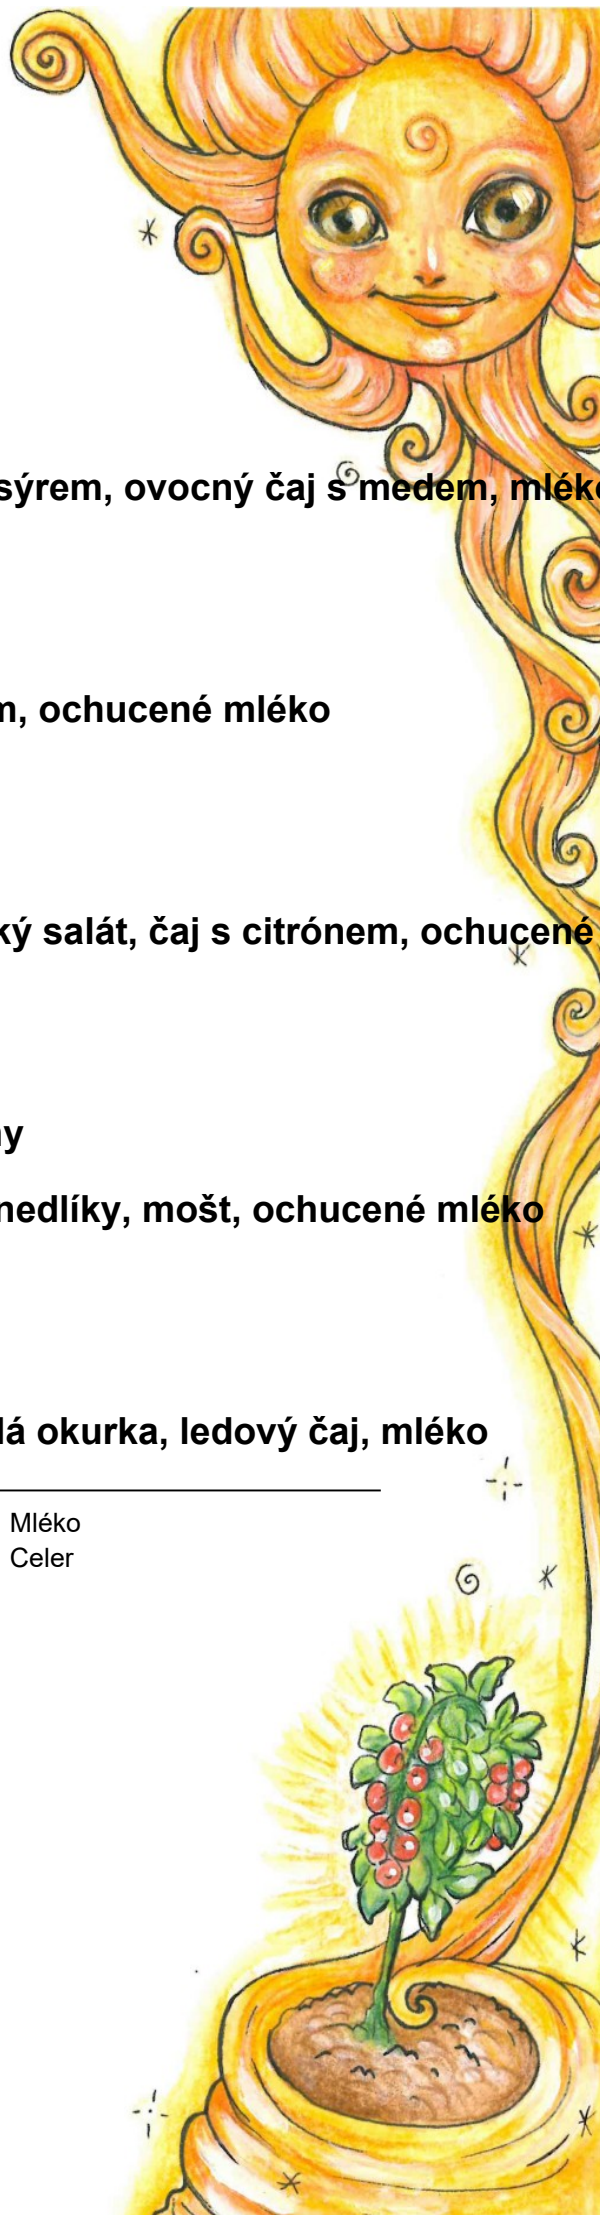 sýrem, ovocný čaj s medem, mléko
m, ochucené mléko
ký salát, čaj s citrónem, ochucené
ny
nedlíky, mošt, ochucené mléko
lá okurka, ledový čaj, mléko
Mléko
Celer